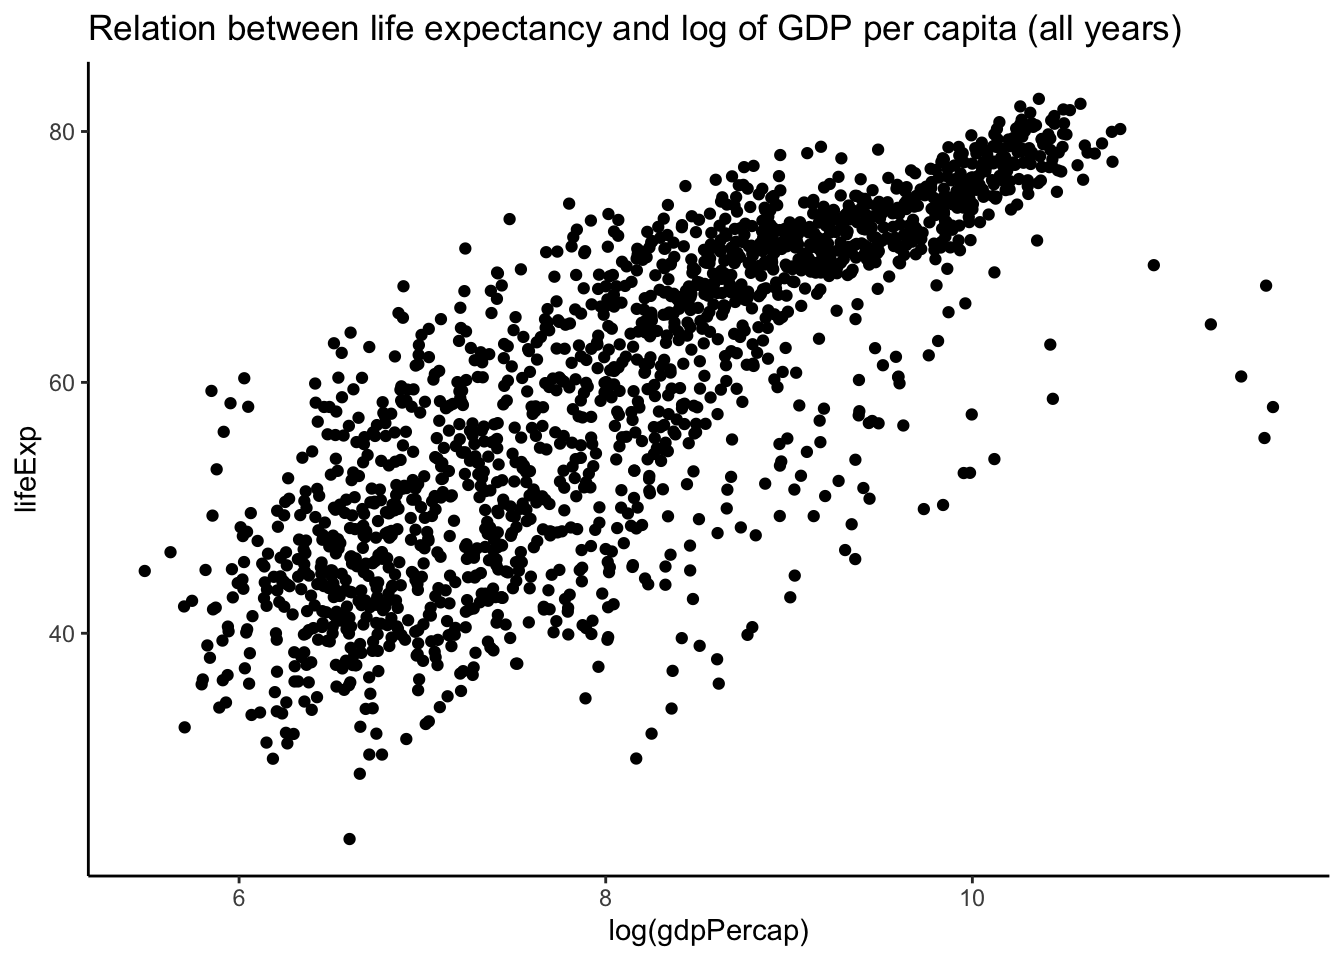 Relation between life expectancy and log of GDP per capita (all years)
80
60
40
lifeExp
6 8 10
log(gdpPercap)